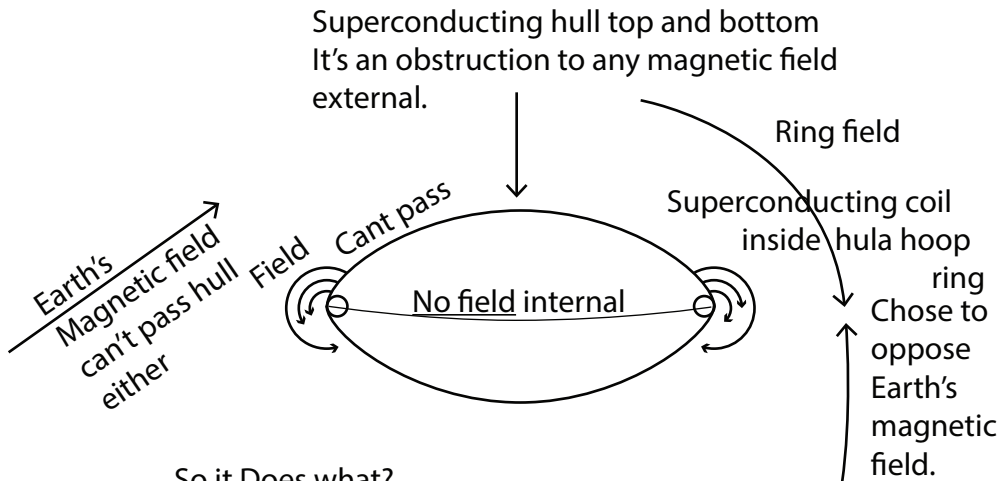 Superconducting hull top and bottom
It's an obstruction to any magnetic field
external.
Ring field
Superconducting coil
inside hula hoop
ring
Chose to
oppose
Earth's
magnetic
field.
Cant pass
Field
Earth's
Magnetic field
can't pass hull
either
No field internal
So it Does what?